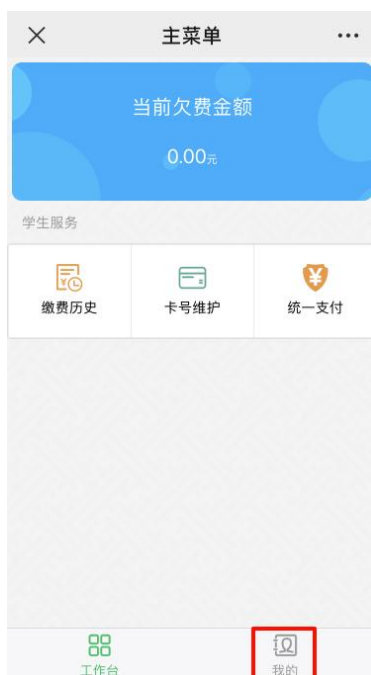 主菜单
当前欠费金额
0.00元
学生服务
缴费历史 卡号维护 统一支付
工作台 我的